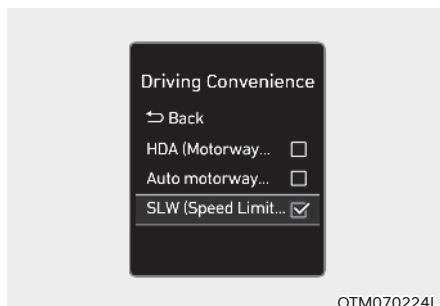 Driving Convenience
Back
HDA (Motorway...
Auto motorway...
SLW (Speed Limit...
OTM070224L